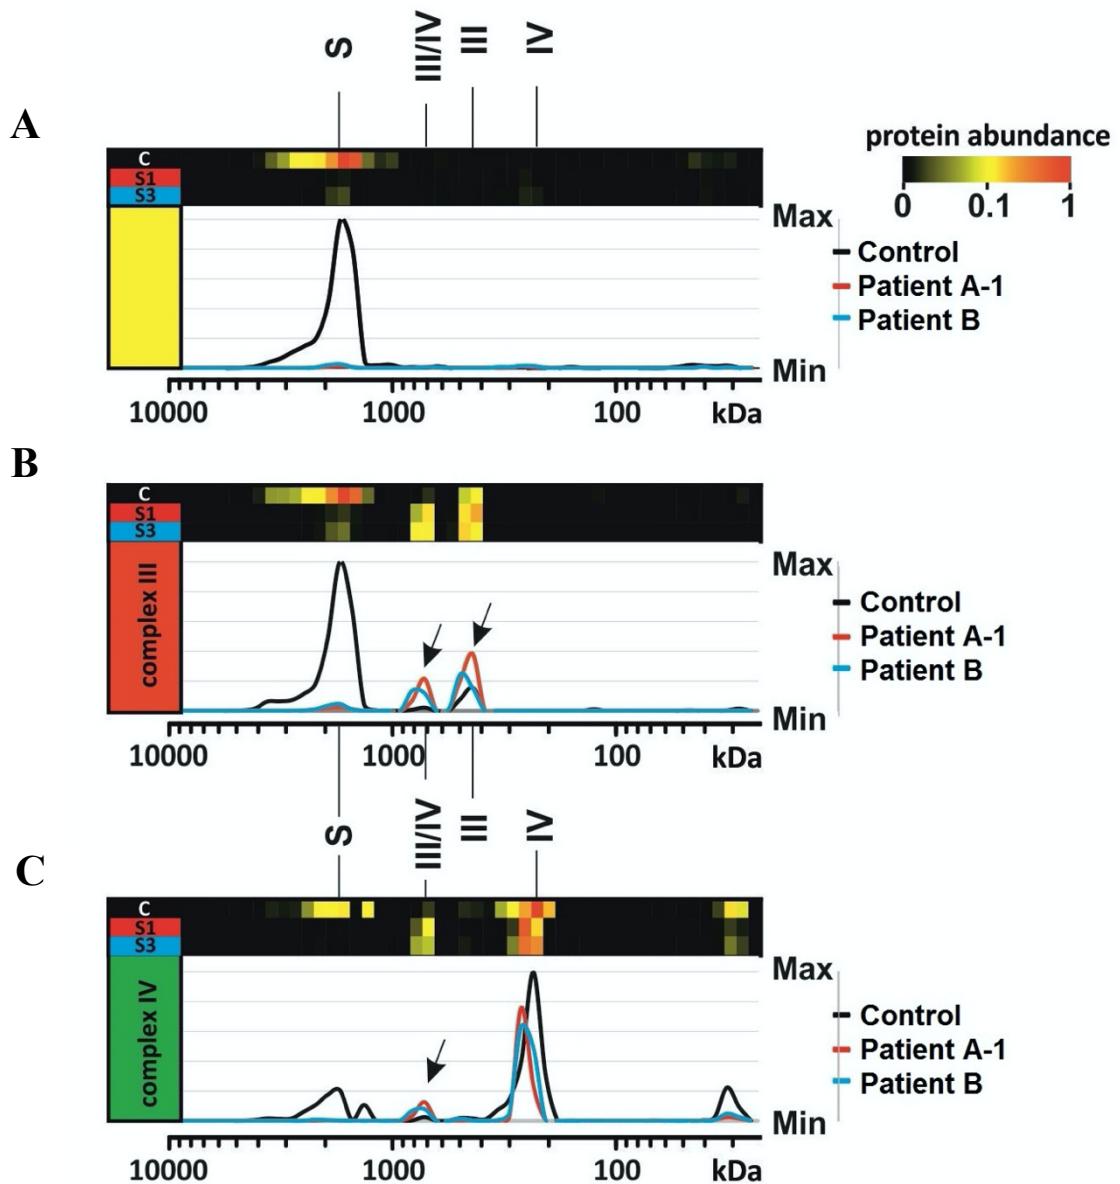 S III/IV III IV
A
protein abundance
0 0.1 1
C
S1
S3
Max
Control
Patient A-1
Patient B
Min
10000 1000 100 kDa
B
C
S1
S3
complex III
Max
Control
Patient A-1
Patient B
Min
10000 1000 100 kDa
S III/IV III IV
C
C
S1
S3
complex IV
Max
Control
Patient A-1
Patient B
Min
10000 1000 100 kDa